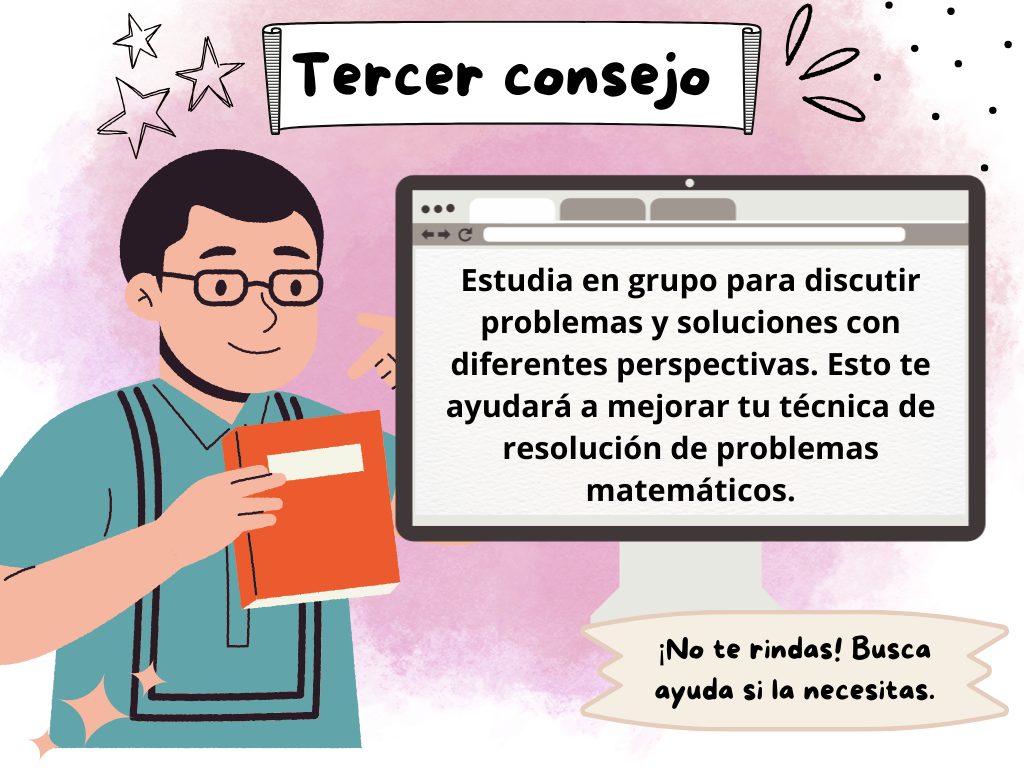 Tercer consejo
Estudia en grupo para discutir
problemas y soluciones con
diferentes perspectivas. Esto te
ayudará a mejorar tu técnica de
resolución de problemas
matemáticos.
¡No te rindas! Busca
ayuda si la necesitas.